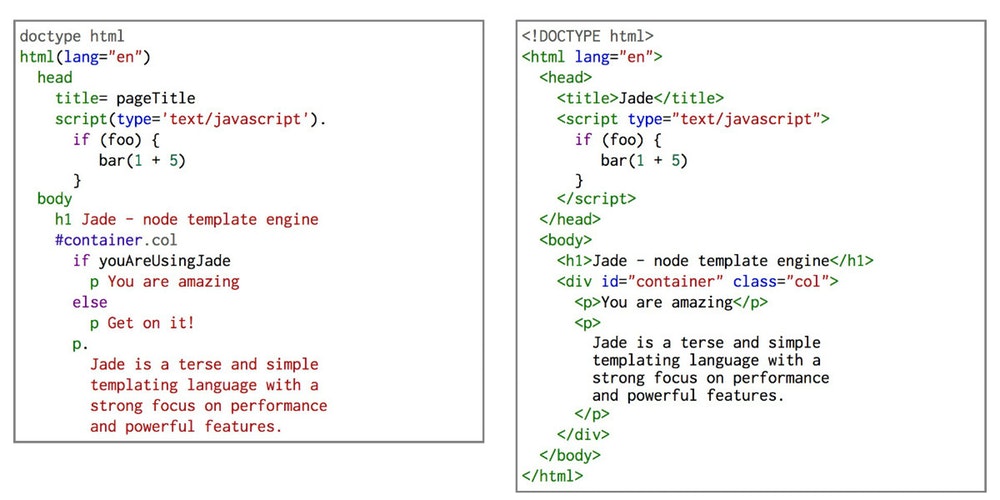 doctype html
html(lang="en")
  head
    title= pageTitle
    script(type='text/javascript').
      if (foo) {
         bar(1 + 5)
      }
  body
    h1 Jade - node template engine
    #container.col
      if youAreUsingJade
        p You are amazing
      else
        p Get on it!
      p.
        Jade is a terse and simple
        templating language with a
        strong focus on performance
        and powerful features.
<!DOCTYPE html>
<html lang="en">
  <head>
    <title>Jade</title>
    <script type="text/javascript">
      if (foo) {
         bar(1 + 5)
      }
    </script>
  </head>
  <body>
    <h1>Jade - node template engine</h1>
    <div id="container" class="col">
      <p>You are amazing</p>
      <p>
        Jade is a terse and simple
        templating language with a
        strong focus on performance
        and powerful features.
      </p>
    </div>
  </body>
</html>